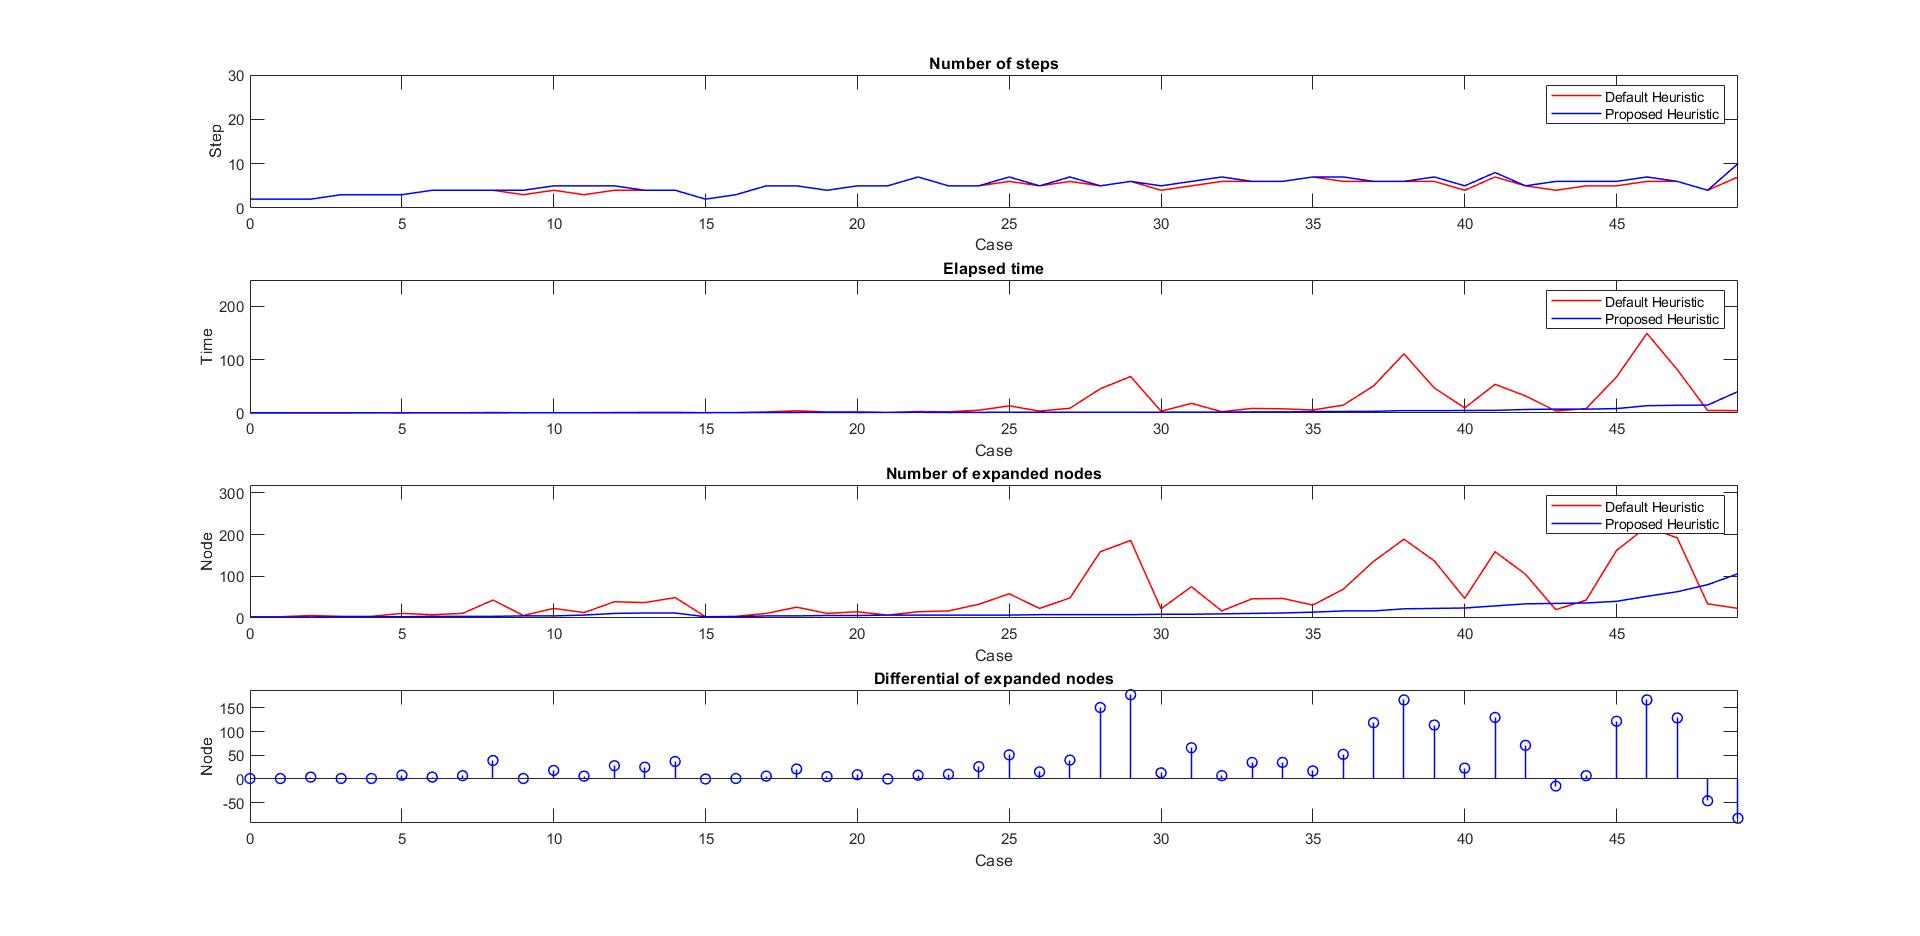 Number of steps
30
20
10
0
Step
Default Heuristic
Proposed Heuristic
0 5 10 15 20 25 30 35 40 45
Case
Elapsed time
200
100
0
Time
Default Heuristic
Proposed Heuristic
0 5 10 15 20 25 30 35 40 45
Case
Number of expanded nodes
300
200
100
0
Node
Default Heuristic
Proposed Heuristic
0 5 10 15 20 25 30 35 40 45
Case
Differential of expanded nodes
150
100
50
0
-50
Node
0 5 10 15 20 25 30 35 40 45
Case